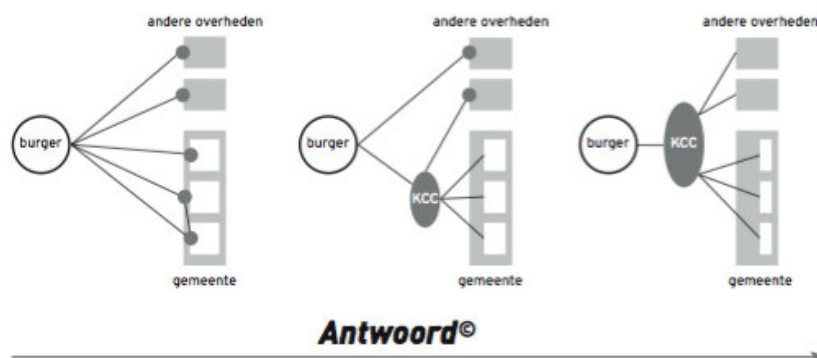 andere overheden
andere overheden
andere overheden
burger
burger
burger
KCC
KCC
gemeente
gemeente
gemeente
Antwoord©